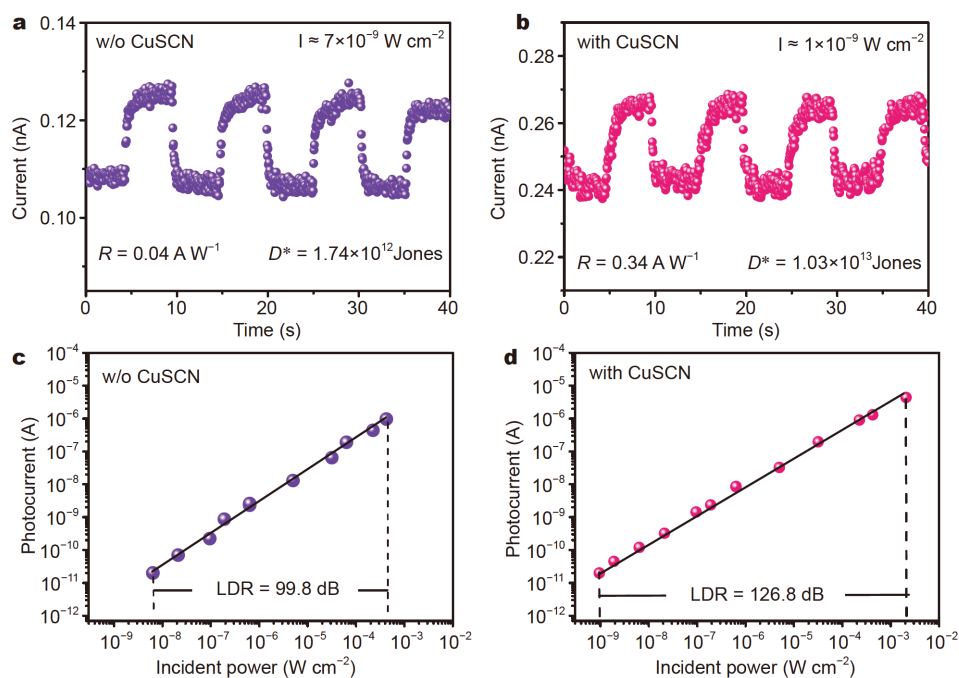 a
w/o CuSCN
I ≈ 7×10⁻⁹ W cm⁻²
0.14
0.12
0.10
Current (nA)
R = 0.04 A W⁻¹
D* = 1.74×10¹²Jones
0 10 20 30 40
Time (s)
b
with CuSCN
I ≈ 1×10⁻⁹ W cm⁻²
0.28
0.26
0.24
0.22
Current (nA)
R = 0.34 A W⁻¹
D* = 1.03×10¹³Jones
0 10 20 30 40
Time (s)
c
w/o CuSCN
10⁻⁴
10⁻⁵
10⁻⁶
10⁻⁷
10⁻⁸
10⁻⁹
10⁻¹⁰
10⁻¹¹
10⁻¹²
Photocurrent (A)
LDR = 99.8 dB
10⁻⁹ 10⁻⁸ 10⁻⁷ 10⁻⁶ 10⁻⁵ 10⁻⁴ 10⁻³ 10⁻²
Incident power (W cm⁻²)
d
with CuSCN
10⁻⁴
10⁻⁵
10⁻⁶
10⁻⁷
10⁻⁸
10⁻⁹
10⁻¹⁰
10⁻¹¹
10⁻¹²
Photocurrent (A)
LDR = 126.8 dB
10⁻⁹ 10⁻⁸ 10⁻⁷ 10⁻⁶ 10⁻⁵ 10⁻⁴ 10⁻³ 10⁻²
Incident power (W cm⁻²)